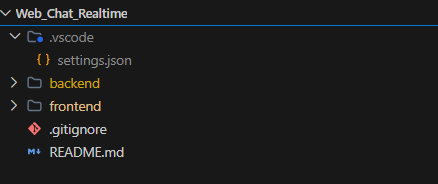 Web_Chat_Realtime
.vscode
{ } settings.json
backend
frontend
.gitignore
README.md